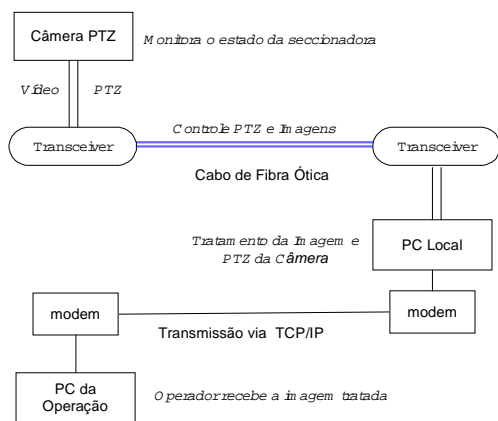 Câmera PTZ
Monitora o estado da seccionadora
Vídeo PTZ
Controle PTZ e Imagens
Transceiver
Transceiver
Cabo de Fibra Ótica
Tratamento da Imagem e
PTZ da Câmera
PC Local
modem
modem
Transmissão via TCP/IP
PC da
Operação
Operador recebe a imagem tratada